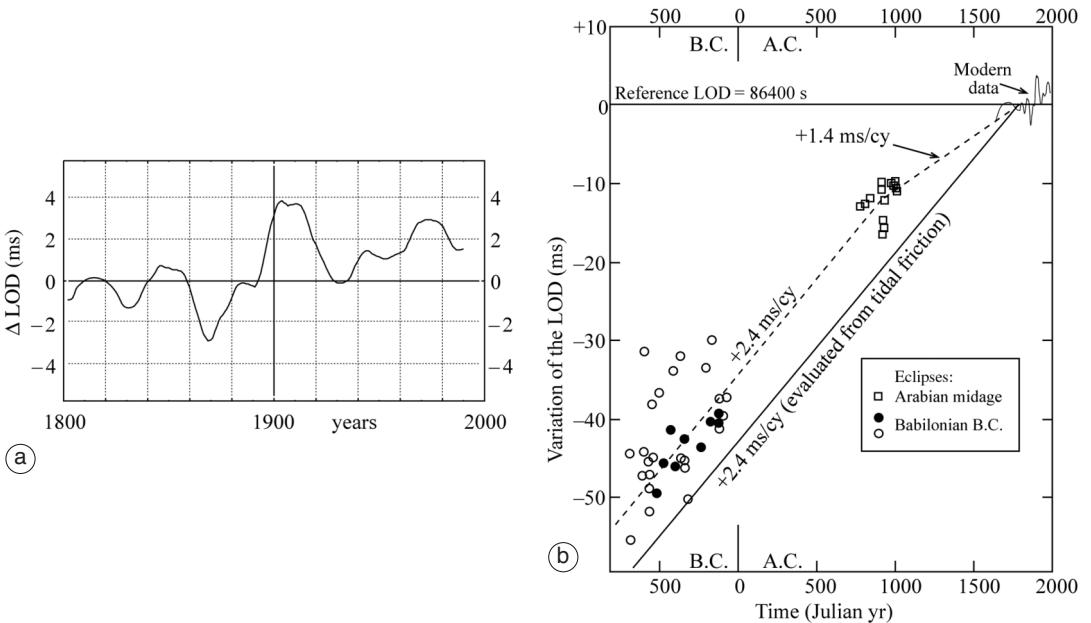 4
2
0
−2
−4
4
2
0
−2
−4
Δ LOD (ms)
1800
1900
years
2000
a
500
0
500
1000
1500
2000
+10
0
−10
−20
−30
−40
−50
B.C.
A.C.
Modern
data
Reference LOD = 86400 s
+1.4 ms/cy
+2.4 ms/cy
+2.4 ms/cy (evaluated from tidal friction)
Eclipses:
Arabian midage
Babilonian B.C.
Variation of the LOD (ms)
B.C.
A.C.
500
0
500
1000
1500
2000
Time (Julian yr)
b